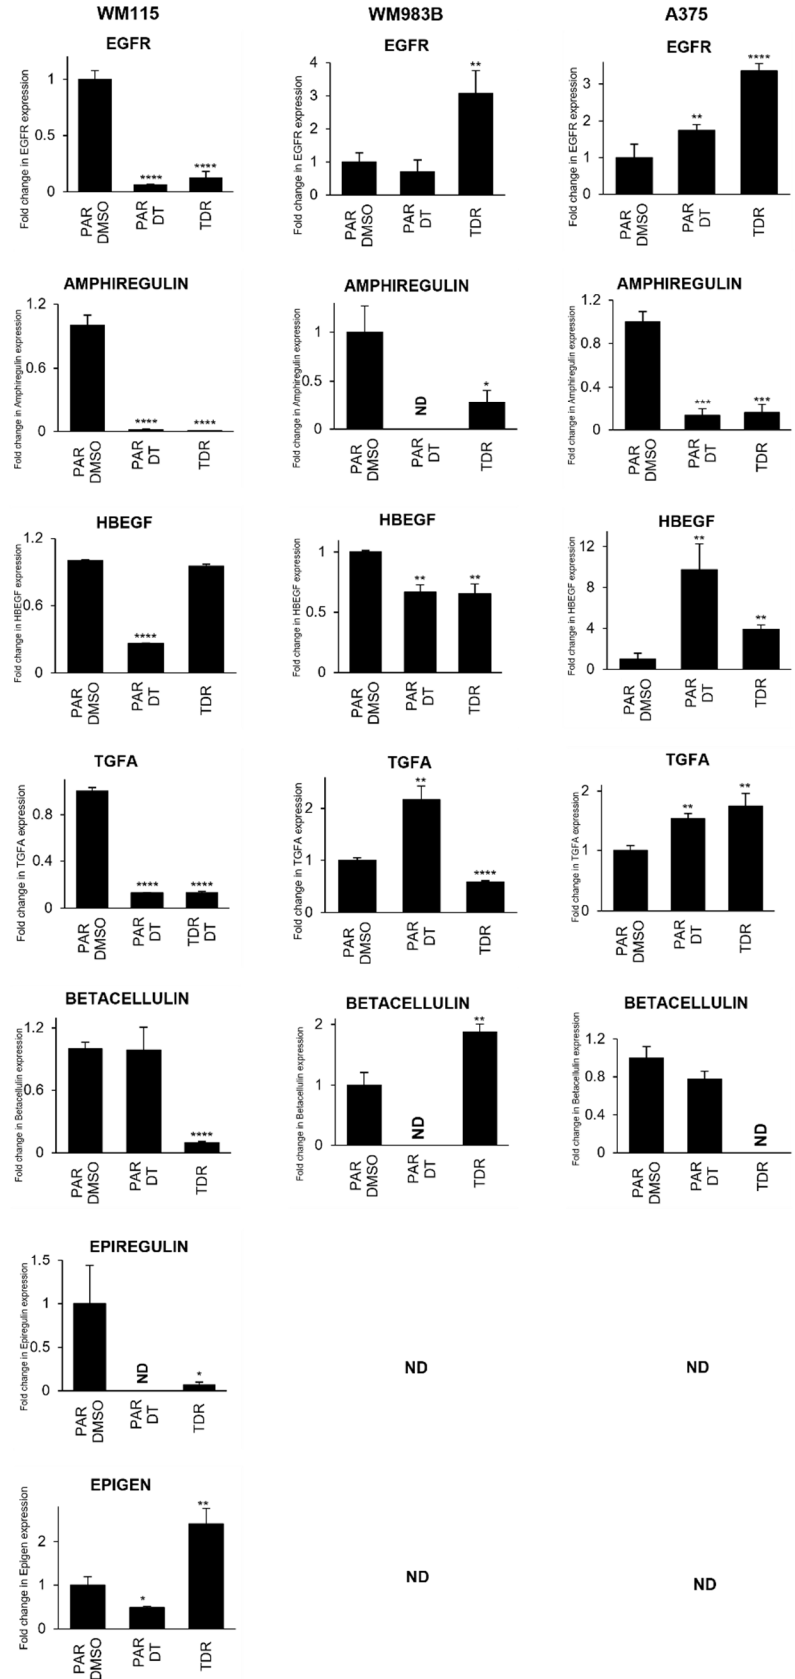 WM115
WM983B
A375
EGFR
Fold change in EGFR expression
1
0.5
0
****
****
PAR
DMSO
PAR
DT
TDR
EGFR
Fold change in EGFR expression
4
3
2
1
0
**
PAR
DMSO
PAR
DT
TDR
EGFR
Fold change in EGFR expression
3
2
1
0
**
****
PAR
DMSO
PAR
DT
TDR
AMPHIREGULIN
Fold change in Amphiregulin expression
1.2
0.6
0
****
****
PAR
DMSO
PAR
DT
TDR
AMPHIREGULIN
Fold change in Amphiregulin expression
1
0.5
0
ND
*
PAR
DMSO
PAR
DT
TDR
AMPHIREGULIN
Fold change in Amphiregulin expression
1.2
0.8
0.4
0
***
***
PAR
DMSO
PAR
DT
TDR
HBEGF
Fold change in HBEGF expression
1.2
0.6
0
****
PAR
DMSO
PAR
DT
TDR
HBEGF
Fold change in HBEGF expression
1
0.5
0
**
**
PAR
DMSO
PAR
DT
TDR
HBEGF
Fold change in HBEGF expression
12
8
4
0
**
**
PAR
DMSO
PAR
DT
TDR
TGFA
Fold change in TGFA expression
0.8
0.4
0
****
****
PAR
DMSO
PAR
DT
TDR
DT
TGFA
Fold change in TGFA expression
2
1
0
**
****
PAR
DMSO
PAR
DT
TDR
TGFA
Fold change in TGFA expression
2
1
0
**
**
PAR
DMSO
PAR
DT
TDR
BETACELLULIN
Fold change in Betacellulin expression
1.2
0.6
0
****
PAR
DMSO
PAR
DT
TDR
BETACELLULIN
Fold change in Betacellulin expression
2
1
0
ND
**
PAR
DMSO
PAR
DT
TDR
BETACELLULIN
Fold change in Betacellulin expression
1.2
0.8
0.4
0
ND
PAR
DMSO
PAR
DT
TDR
EPIREGULIN
Fold change in Epiregulin expression
1.5
1
0.5
0
ND
*
PAR
DMSO
PAR
DT
TDR
ND
ND
EPIGEN
Fold change in Epigen expression
2
1
0
*
**
PAR
DMSO
PAR
DT
TDR
ND
ND